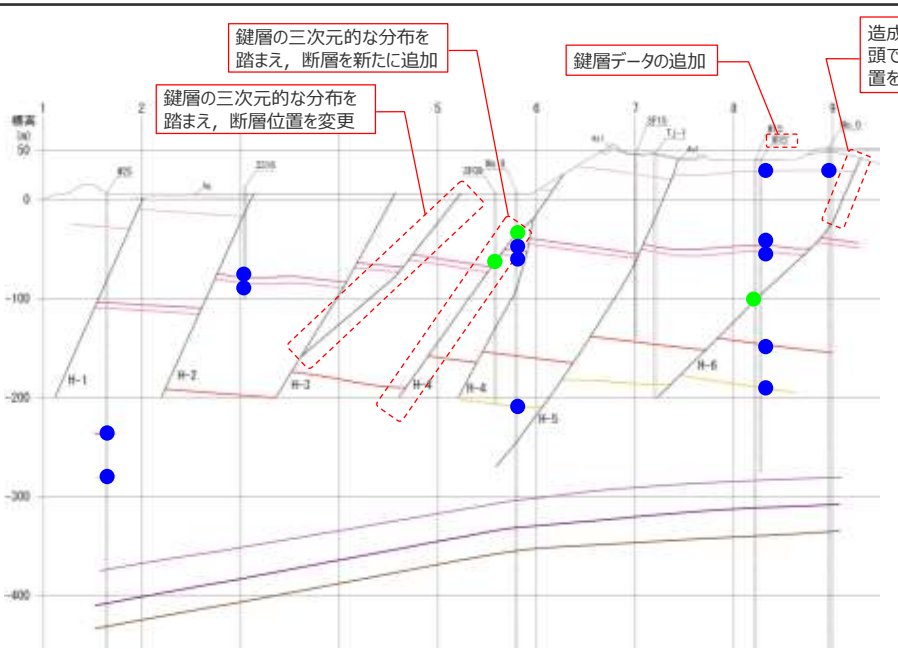 鍵層の三次元的な分布を
踏まえ，断層を新たに追加
鍵層の三次元的な分布を
踏まえ，断層位置を変更
鍵層データの追加
造成
頭で
置を
1 2 5 6 7 8 9
標高
(m)
50
0
-100
-200
-300
-400
H-1
H-2
H-3
H-4
H-4
H-5
H-6
Tj-1